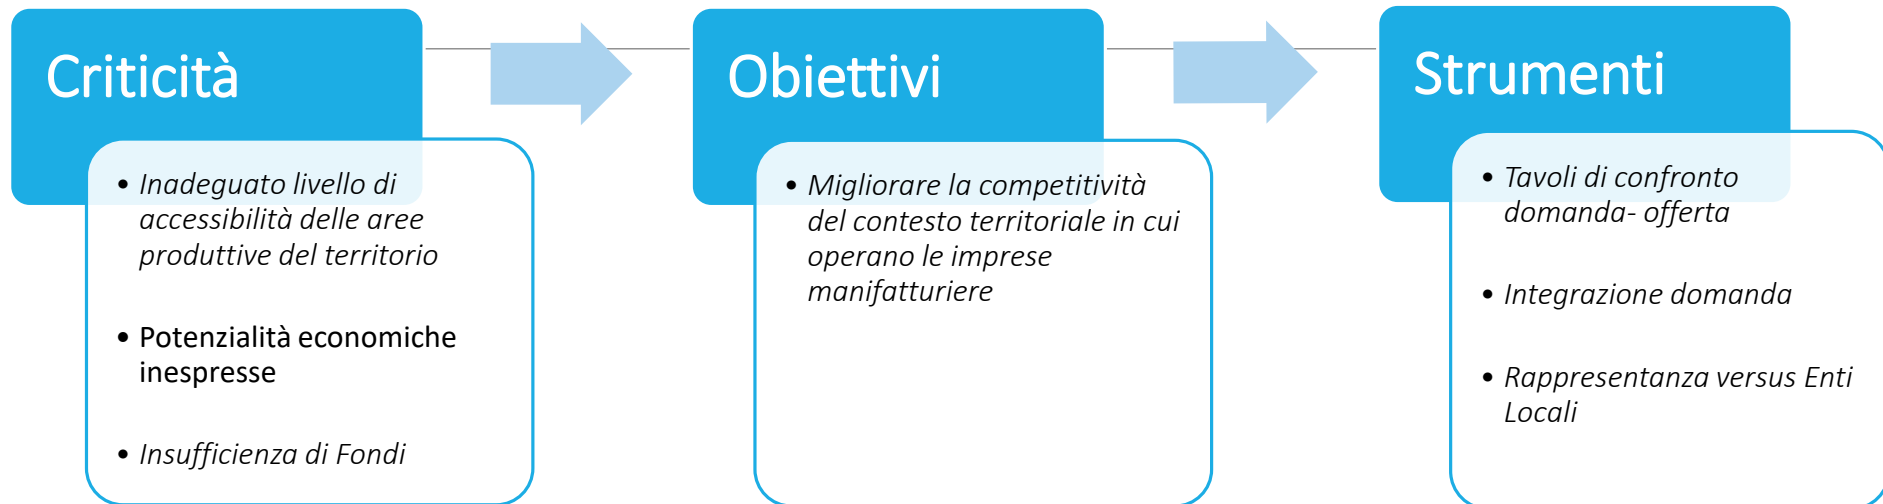 Criticità
• Inadeguato livello di
accessibilità delle aree
produttive del territorio
• Potenzialità economiche
inespresse
• Insufficienza di Fondi
Obiettivi
• Migliorare la competitività
del contesto territoriale in cui
operano le imprese
manifatturiere
Strumenti
• Tavoli di confronto
domanda- offerta
• Integrazione domanda
• Rappresentanza versus Enti
Locali